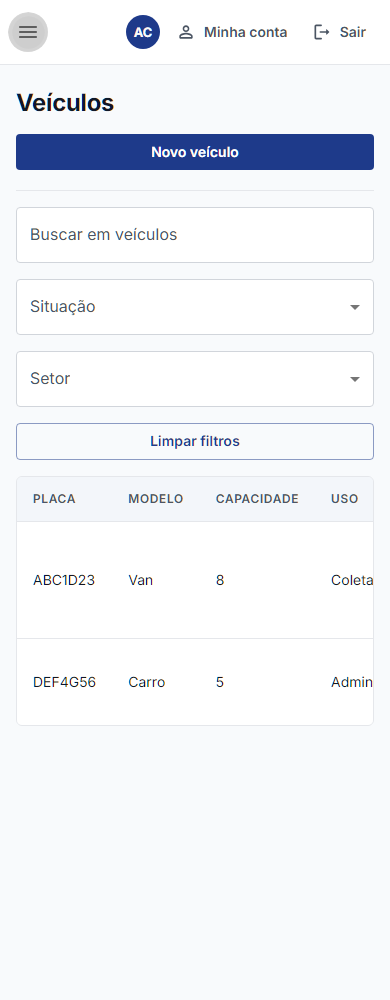 AC Minha conta Sair
Veículos
Novo veículo
Buscar em veículos
Situação
Setor
Limpar filtros
PLACA MODELO CAPACIDADE USO
ABC1D23 Van 8 Coleta
DEF4G56 Carro 5 Admin